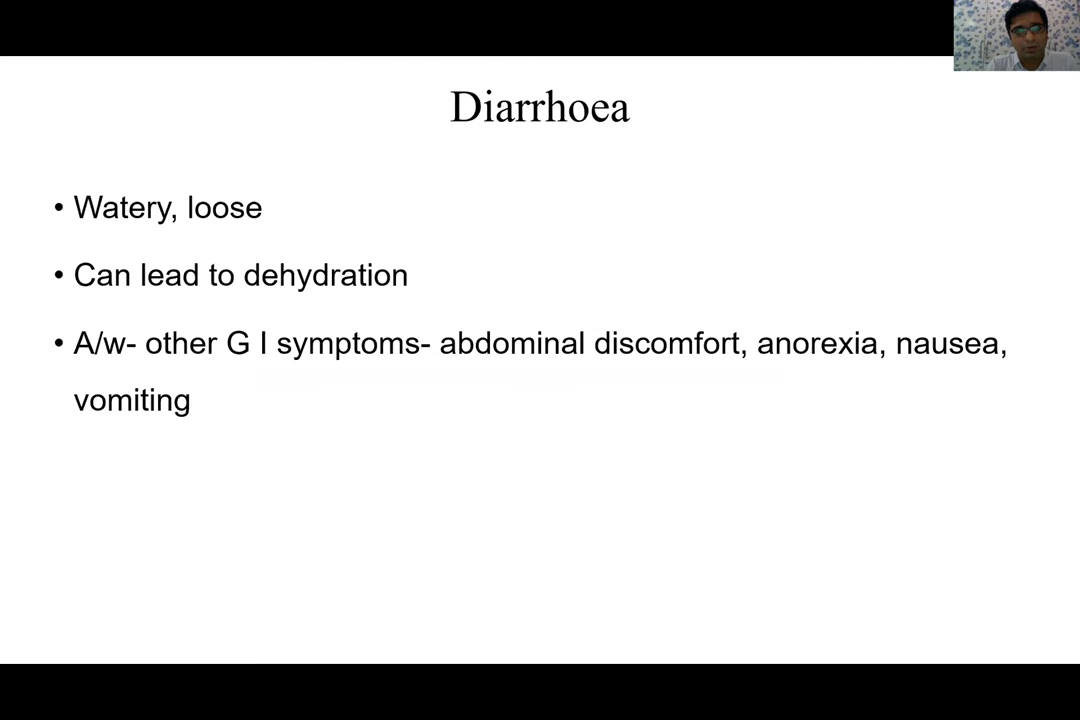 Diarrhoea
• Watery, loose
• Can lead to dehydration
• A/w- other G I symptoms- abdominal discomfort, anorexia, nausea,
vomiting